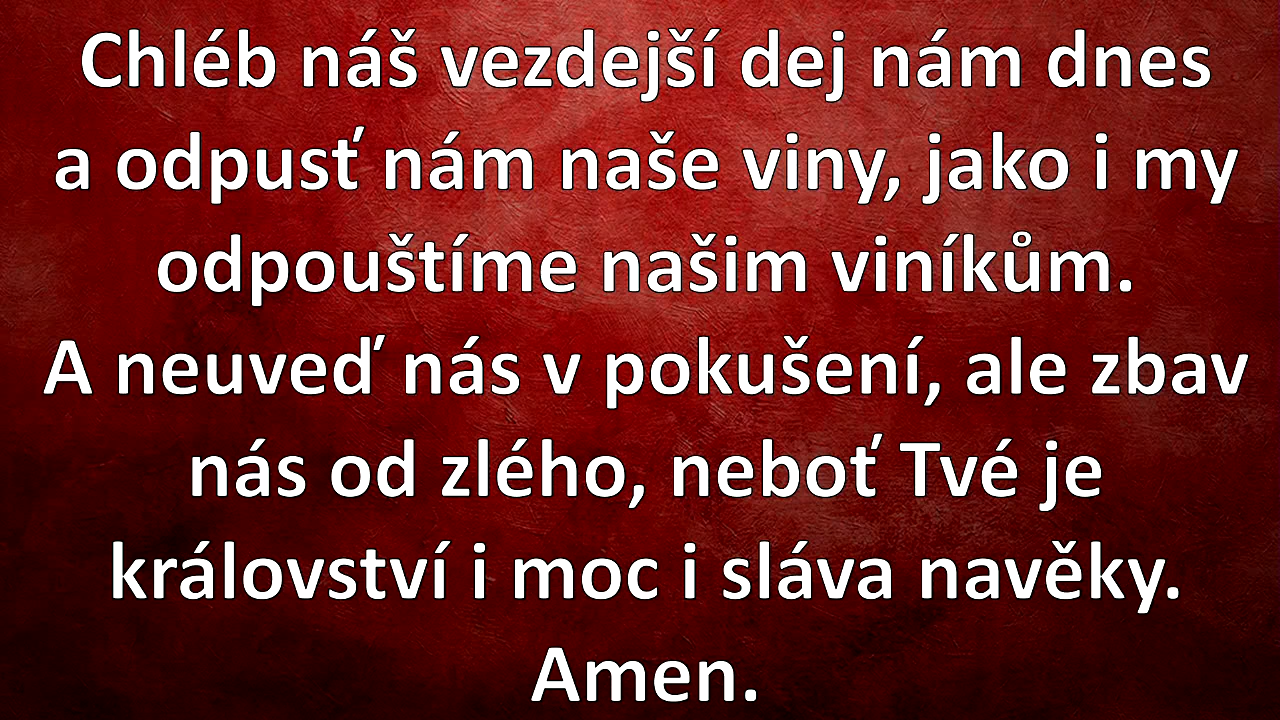 Chléb náš vezdejší dej nám dnes
a odpusť nám naše viny, jako i my
odpouštíme našim viníkům.
A neuveď nás v pokušení, ale zbav
nás od zlého, neboť Tvé je
království i moc i sláva navěky.
Amen.